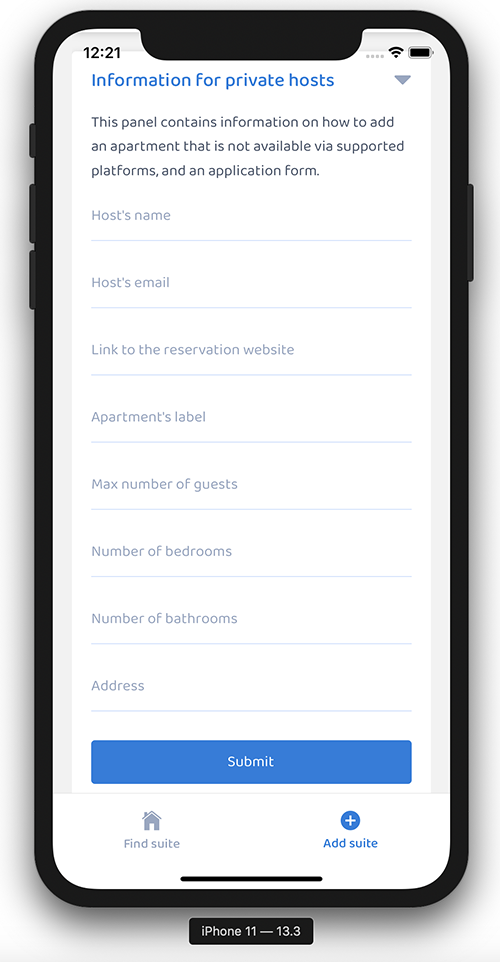 12:21
Information for private hosts
This panel contains information on how to add
an apartment that is not available via supported
platforms, and an application form.
Host's name
Host's email
Link to the reservation website
Apartment's label
Max number of guests
Number of bedrooms
Number of bathrooms
Address
Submit
Find suite
Add suite
iPhone 11 — 13.3